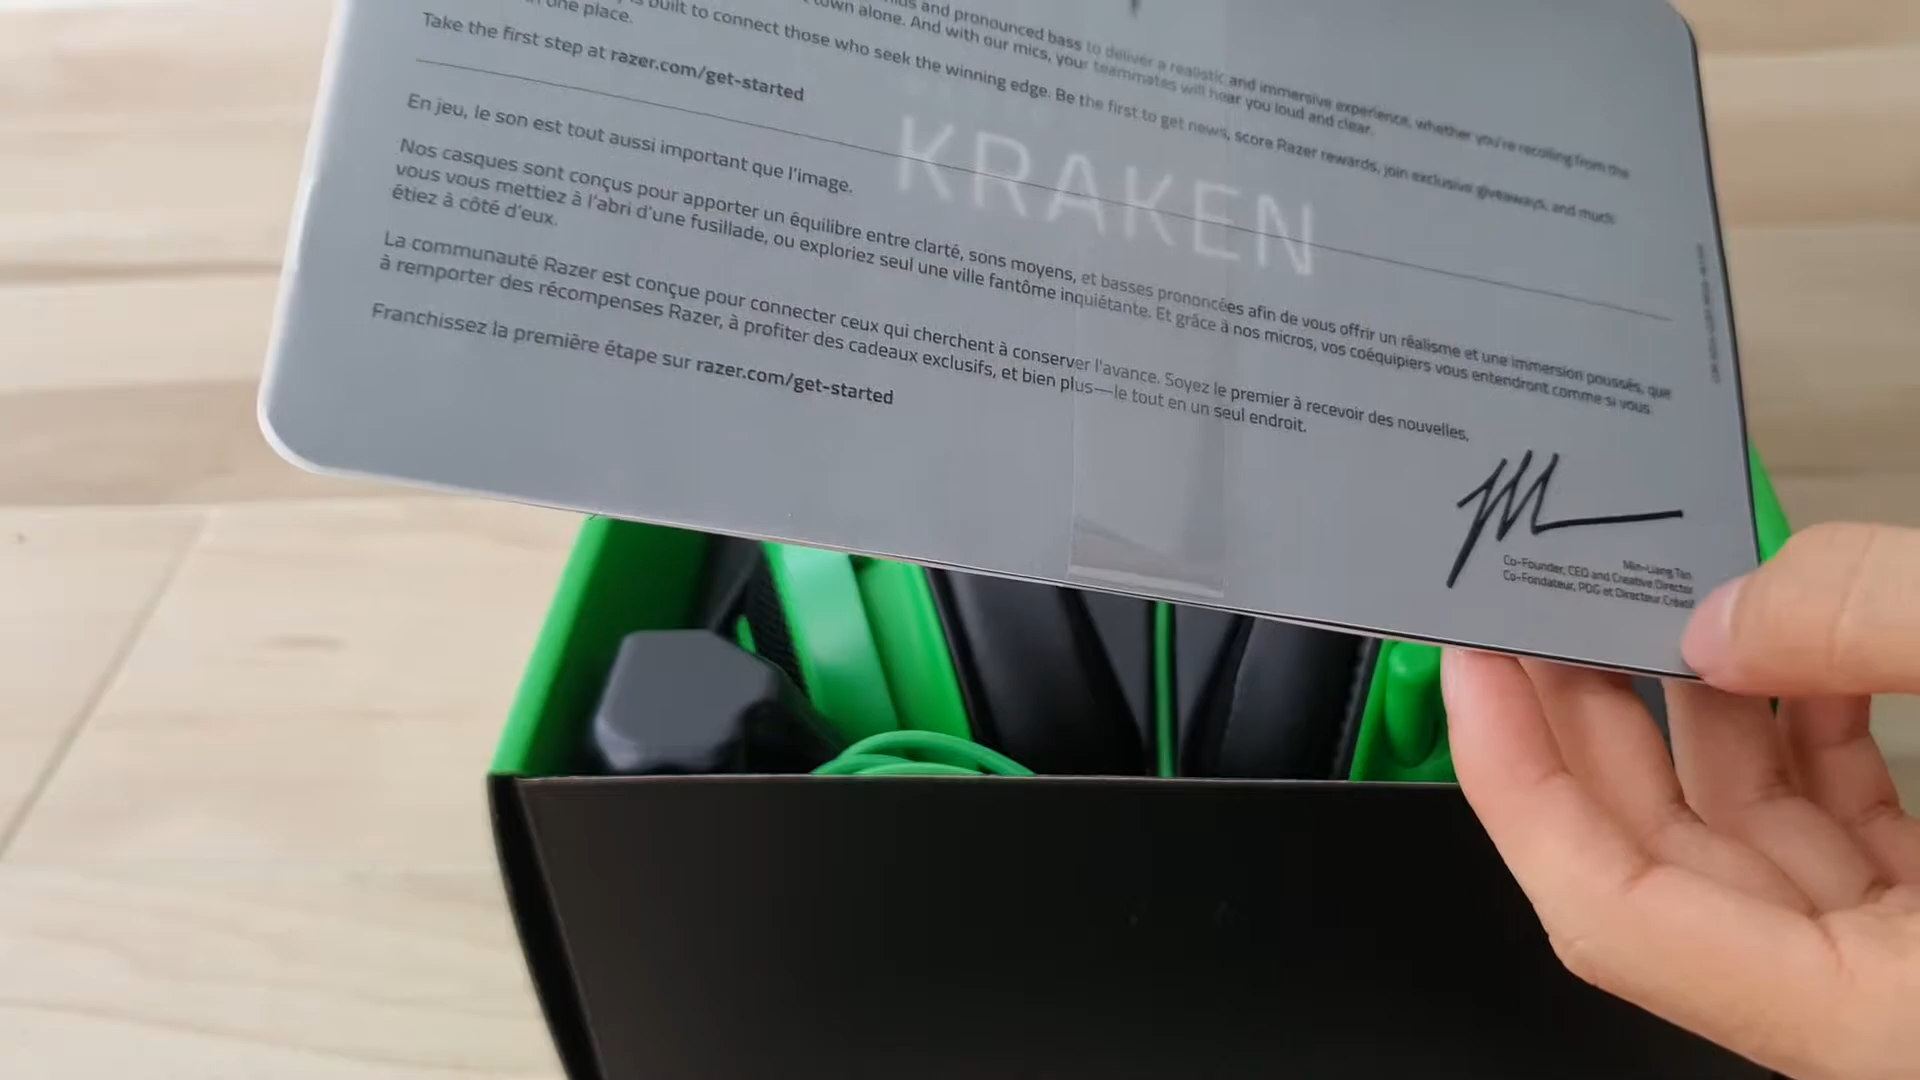 and pronounced bass to deliver a realistic and immersive experience, whether you're recoiling from the
town alone. And with our mics, your teammates will hear you loud and clear.
built to connect those who seek the winning edge. Be the first to get news, score Razer rewards, join exclusive giveaways, and much
one place.
Take the first step at razer.com/get-started
KRAKEN
En jeu, le son est tout aussi important que l'image.
Nos casques sont conçus pour apporter un équilibre entre clarté, sons moyens, et basses prononcées afin de vous offrir un réalisme et une immersion poussés, que
vous vous mettiez à l'abri d'une fusillade, ou exploriez seul une ville fantôme inquiétante. Et grâce à nos micros, vos coéquipiers vous entendront comme si vous
étiez à côté d'eux.
La communauté Razer est conçue pour connecter ceux qui cherchent à conserver l'avance. Soyez le premier à recevoir des nouvelles,
à remporter des récompenses Razer, à profiter des cadeaux exclusifs, et bien plus—le tout en un seul endroit.
Franchissez la première étape sur razer.com/get-started
Min-Liang Tan
Co-Founder, CEO and Creative Director
Co-Fondateur, PDG et Directeur Créatif